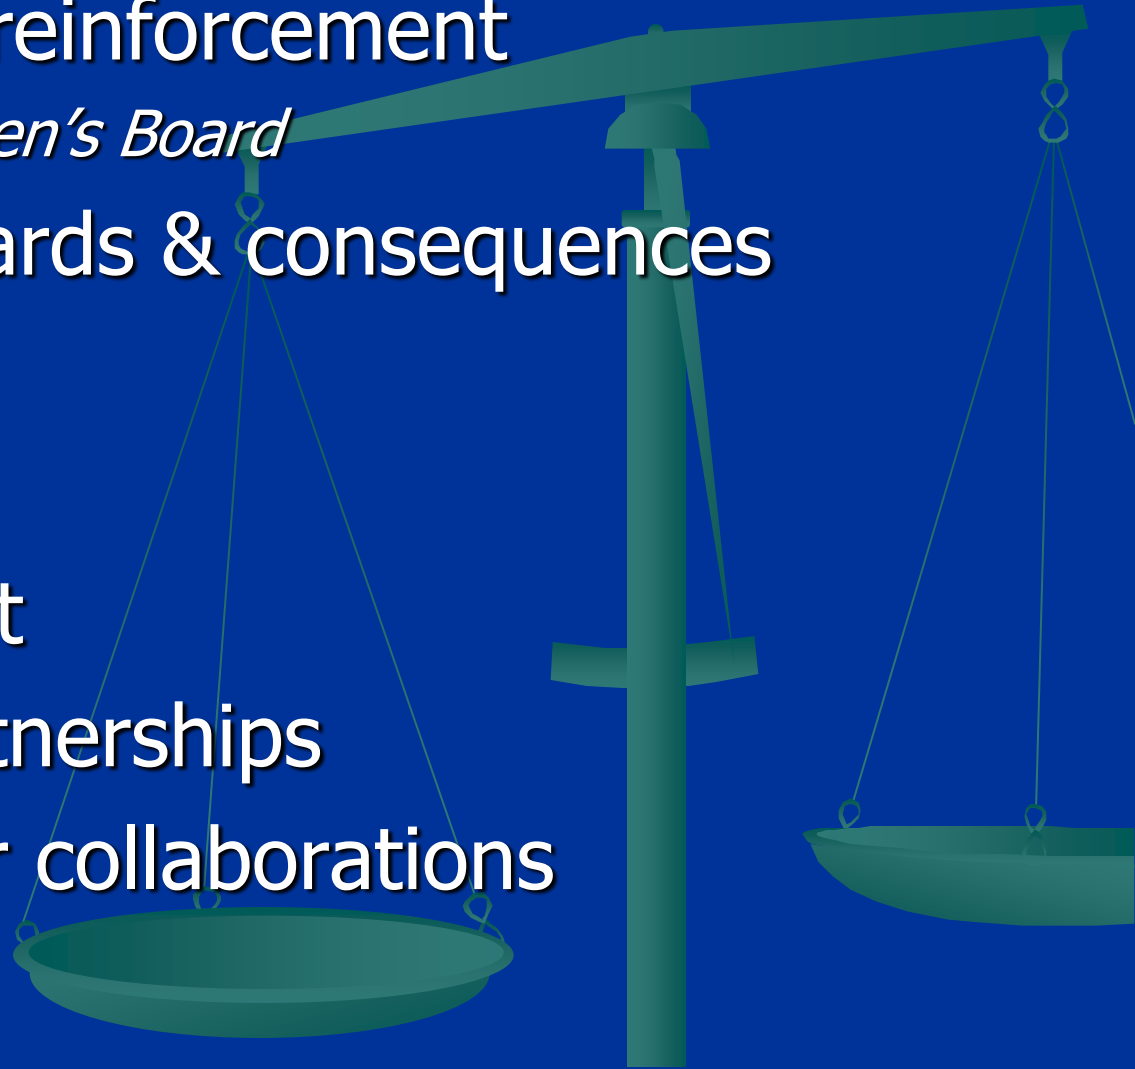 reinforcement
en’s Board
ards & consequences
t
tnerships
r collaborations